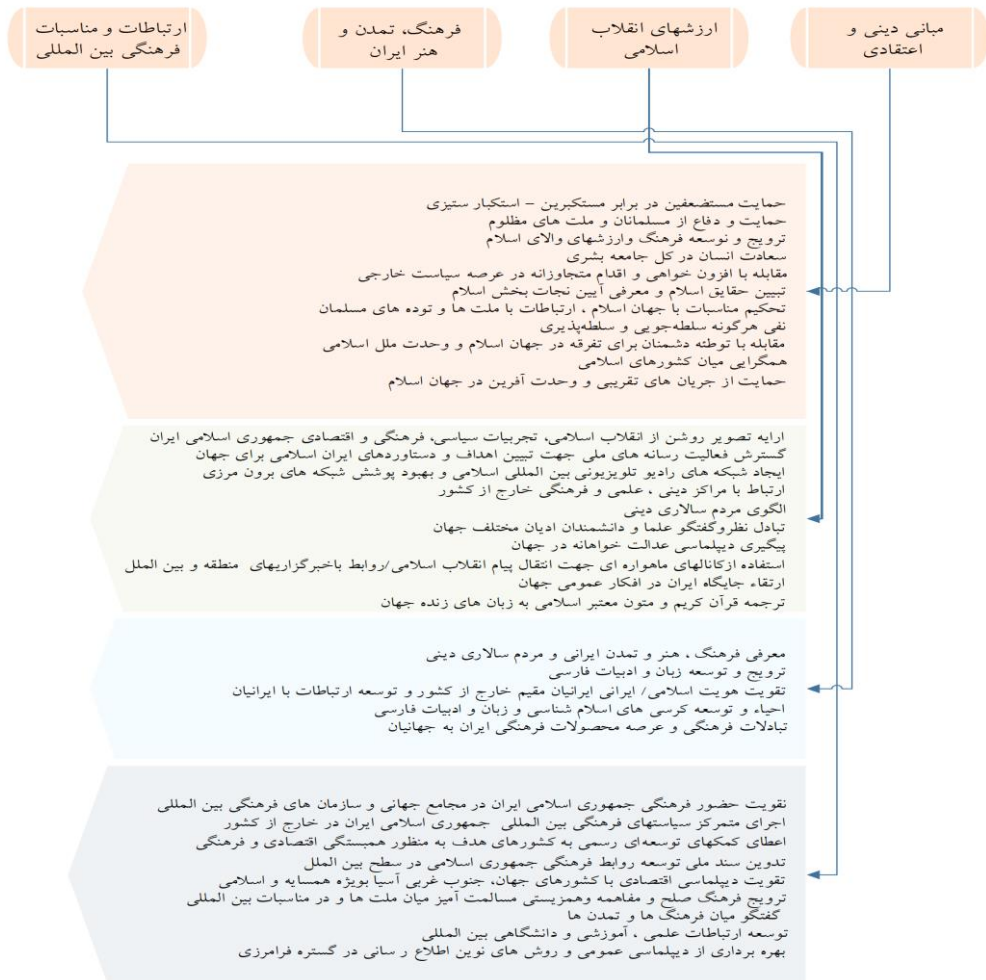 مبانی دینی و
اعتقادی
ارزشهای انقلاب
اسلامی
فرهنگ، تمدن و
هنر ایران
ارتباطات و مناسبات
فرهنگی بین المللی
حمایت مستضعفین در برابر مستکبرین – استکبار ستیزی
حمایت و دفاع از مسلمانان و ملت های مظلوم
ترویج و نوسعه فرهنگ وارزشهای والای اسلام
سعادت انسان در کل جامعه بشری
مقابله با افزون خواهی و اقدام متجاوزانه در عرصه سیاست خارجی
تبیین حقایق اسلام و معرفی آیین نجات بخش اسلام
تحکیم مناسبات با جهان اسلام ، ارتباطات با ملت ها و توده های مسلمان
نفی هرگونه سلطه‌جویی و سلطه‌پذیری
مقابله با توطئه دشمنان برای تفرقه در جهان اسلام و وحدت ملل اسلامی
همگرایی میان کشورهای اسلامی
حمایت از جریان های تقریبی و وحدت آفرین در جهان اسلام
ارایه تصویر روشن از انقلاب اسلامی، تجربیات سیاسی، فرهنگی و اقتصادی جمهوری اسلامی ایران
گسترش فعالیت رسانه های ملی جهت تبیین اهداف و دستاوردهای ایران اسلامی برای جهان
ایجاد شبکه های رادیو تلویزیونی بین المللی اسلامی و بهبود پوشش شبکه های برون مرزی
ارتباط با مراکز دینی ، علمی و فرهنگی خارج از کشور
الگوی مردم سالاری دینی
تبادل نظروگفتگو علما و دانشمندان ادیان مختلف جهان
پیگیری دیپلماسی عدالت خواهانه در جهان
استفاده ازکانالهای ماهواره ای جهت انتقال پیام انقلاب اسلامی/روابط باخبرگزاریهای منطقه و بین الملل
ارتقاء جایگاه ایران در افکار عمومی جهان
ترجمه قرآن کریم و متون معتبر اسلامی به زبان های زنده جهان
معرفی فرهنگ ، هنر و تمدن ایرانی و مردم سالاری دینی
ترویج و توسعه زبان و ادبیات فارسی
تقویت هویت اسلامی/ ایرانی ایرانیان مقیم خارج از کشور و توسعه ارتباطات با ایرانیان
احیاء و توسعه کرسی های اسلام شناسی و زبان و ادبیات فارسی
تبادلات فرهنگی و عرصه محصولات فرهنگی ایران به جهانیان
نقویت حضور فرهنگی جمهوری اسلامی ایران در مجامع جهانی و سازمان های فرهنگی بین المللی
اجرای متمرکز سیاستهای فرهنگی بین المللی جمهوری اسلامی ایران در خارج از کشور
اعطای کمکهای توسعه‌ای رسمی به کشورهای هدف به منظور همبستگی اقتصادی و فرهنگی
تدوین سند ملی توسعه روابط فرهنگی جمهوری اسلامی در سطح بین الملل
تقویت دیپلماسی اقتصادی با کشورهای جهان، جنوب غربی آسیا بویژه همسایه و اسلامی
ترویج فرهنگ صلح و مفاهمه وهمزیستی مسالمت آمیز میان ملت ها و در مناسبات بین المللی
گفتگو میان فرهنگ ها و تمدن ها
توسعه ارتباطات علمی ، آموزشی و دانشگاهی بین المللی
بهره برداری از دیپلماسی عمومی و روش های نوین اطلاع ر سانی در گستره فرامرزی